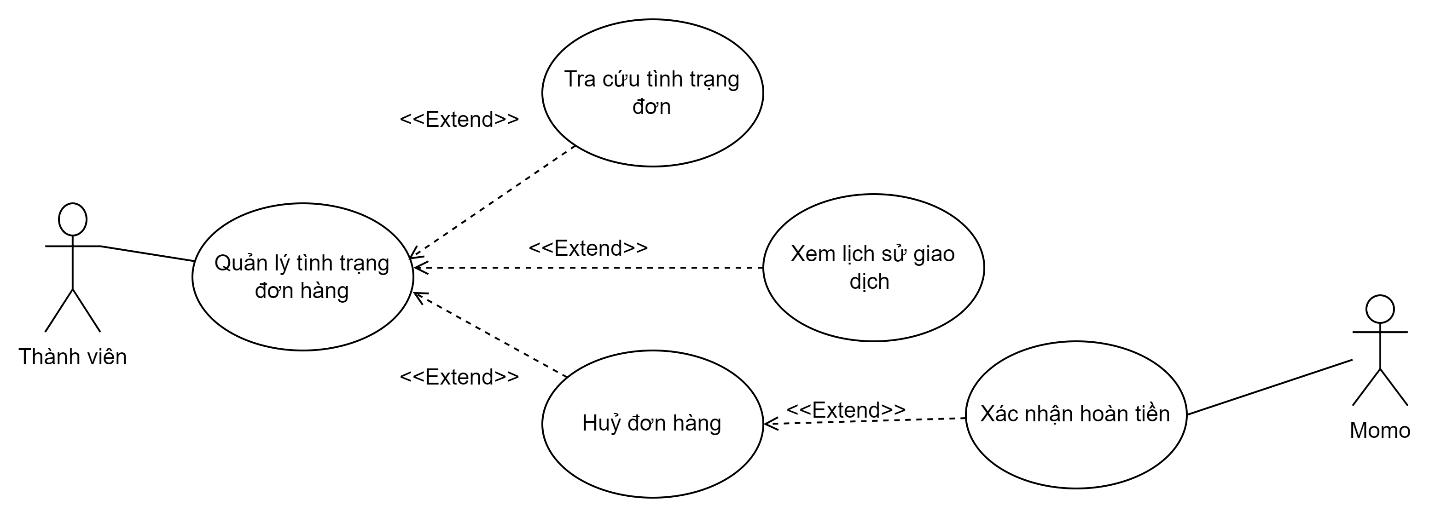 Tra cứu tình trạng
đơn
<<Extend>>
<<Extend>>
Xem lịch sử giao
dịch
Quản lý tình trạng
đơn hàng
Thành viên
<<Extend>>
Huỷ đơn hàng
<<Extend>>
Xác nhận hoàn tiền
Momo